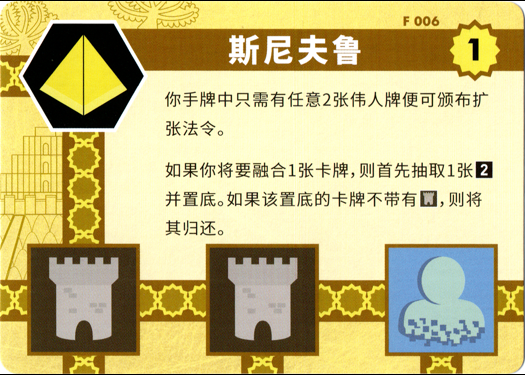 F 006
斯尼夫鲁
1
你手牌中只需有任意2张伟人牌便可颁布扩
张法令。
如果你将要融合1张卡牌,则首先抽取1张2
并置底。如果该置底的卡牌不带有,则将
其归还。